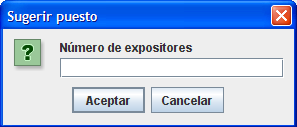 Sugerir puesto
Número de expositores
Aceptar
Cancelar